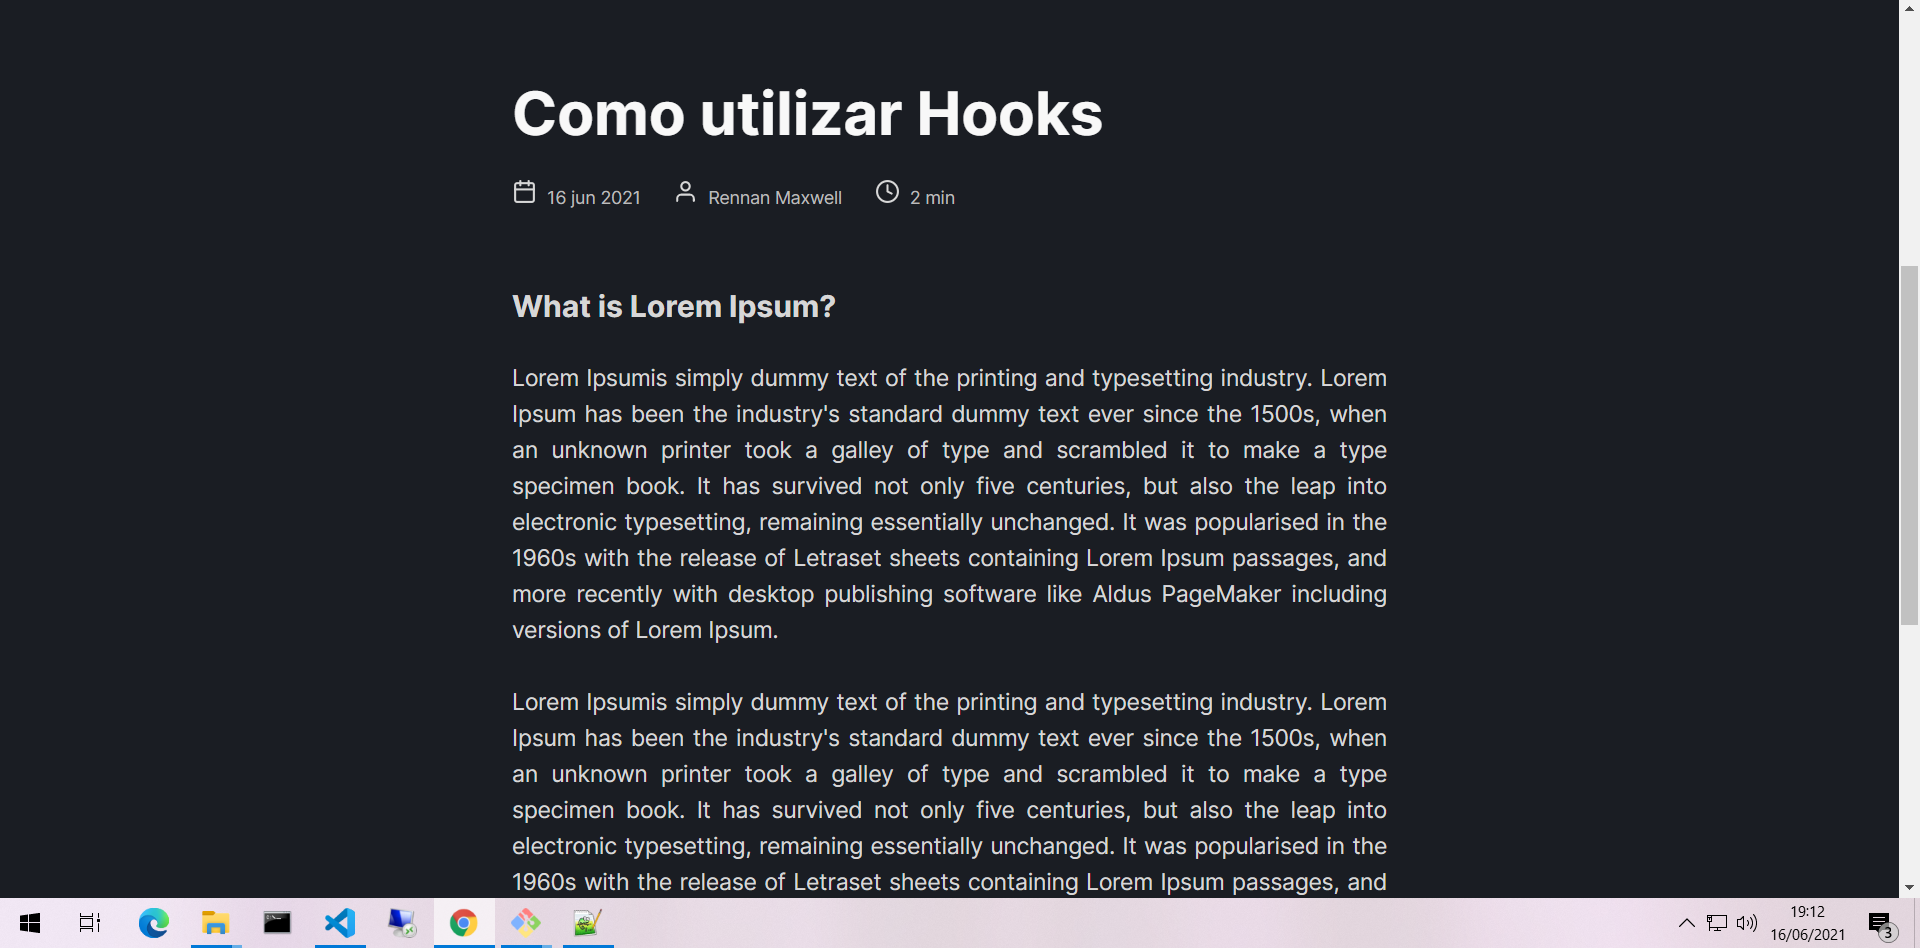 Como utilizar Hooks
16 jun 2021 Rennan Maxwell 2 min
What is Lorem Ipsum?
Lorem Ipsumis simply dummy text of the printing and typesetting industry. Lorem
Ipsum has been the industry's standard dummy text ever since the 1500s, when
an unknown printer took a galley of type and scrambled it to make a type
specimen book. It has survived not only five centuries, but also the leap into
electronic typesetting, remaining essentially unchanged. It was popularised in the
1960s with the release of Letraset sheets containing Lorem Ipsum passages, and
more recently with desktop publishing software like Aldus PageMaker including
versions of Lorem Ipsum.
Lorem Ipsumis simply dummy text of the printing and typesetting industry. Lorem
Ipsum has been the industry's standard dummy text ever since the 1500s, when
an unknown printer took a galley of type and scrambled it to make a type
specimen book. It has survived not only five centuries, but also the leap into
electronic typesetting, remaining essentially unchanged. It was popularised in the
1960s with the release of Letraset sheets containing Lorem Ipsum passages, and
19:12
16/06/2021
3